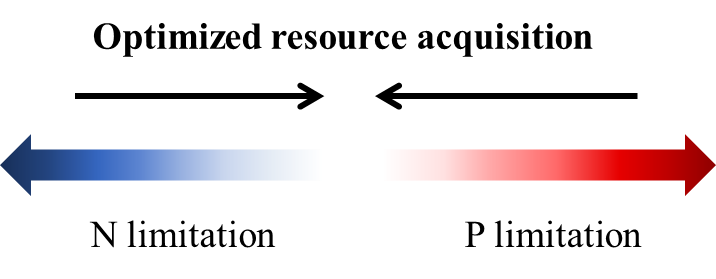 Optimized resource acquisition
N limitation
P limitation